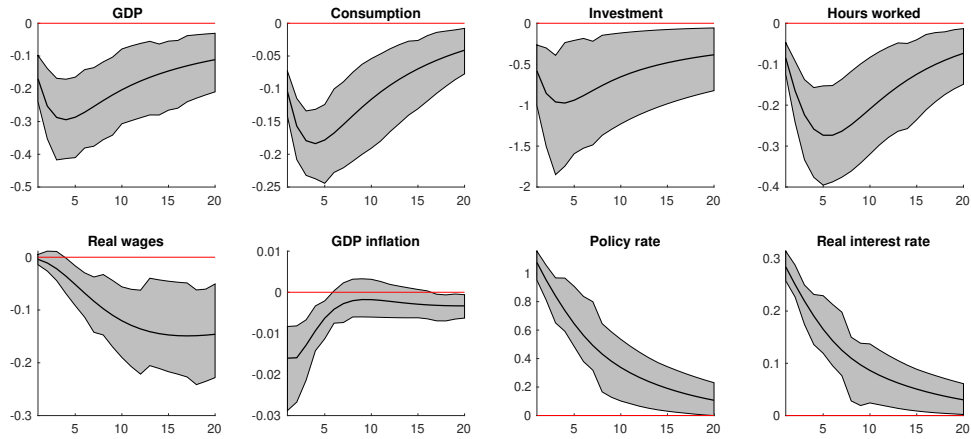 GDP
0
-0.1
-0.2
-0.3
-0.4
-0.5
5 10 15 20
Consumption
0
-0.05
-0.1
-0.15
-0.2
-0.25
5 10 15 20
Investment
0
-0.5
-1
-1.5
-2
5 10 15 20
Hours worked
0
-0.1
-0.2
-0.3
-0.4
5 10 15 20
Real wages
0
-0.1
-0.2
-0.3
5 10 15 20
GDP inflation
0.01
0
-0.01
-0.02
-0.03
5 10 15 20
Policy rate
1
0.8
0.6
0.4
0.2
0
5 10 15 20
Real interest rate
0.3
0.2
0.1
0
5 10 15 20